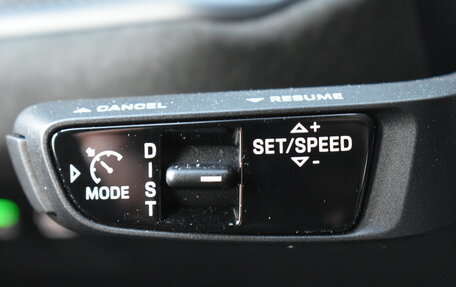 CANCEL RESUME
MODE
DIST
+
SET/SPEED
-